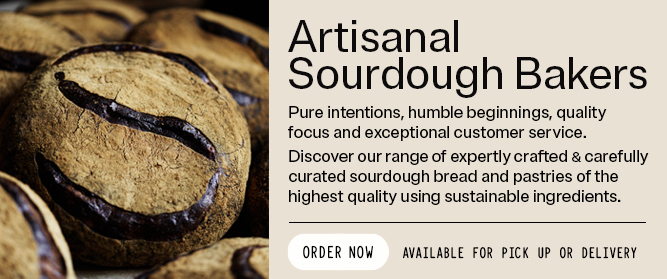 Artisanal
Sourdough Bakers
Pure intentions, humble beginnings, quality
focus and exceptional customer service.
Discover our range of expertly crafted & carefully
curated sourdough bread and pastries of the
highest quality using sustainable ingredients.
ORDER NOW AVAILABLE FOR PICK UP OR DELIVERY